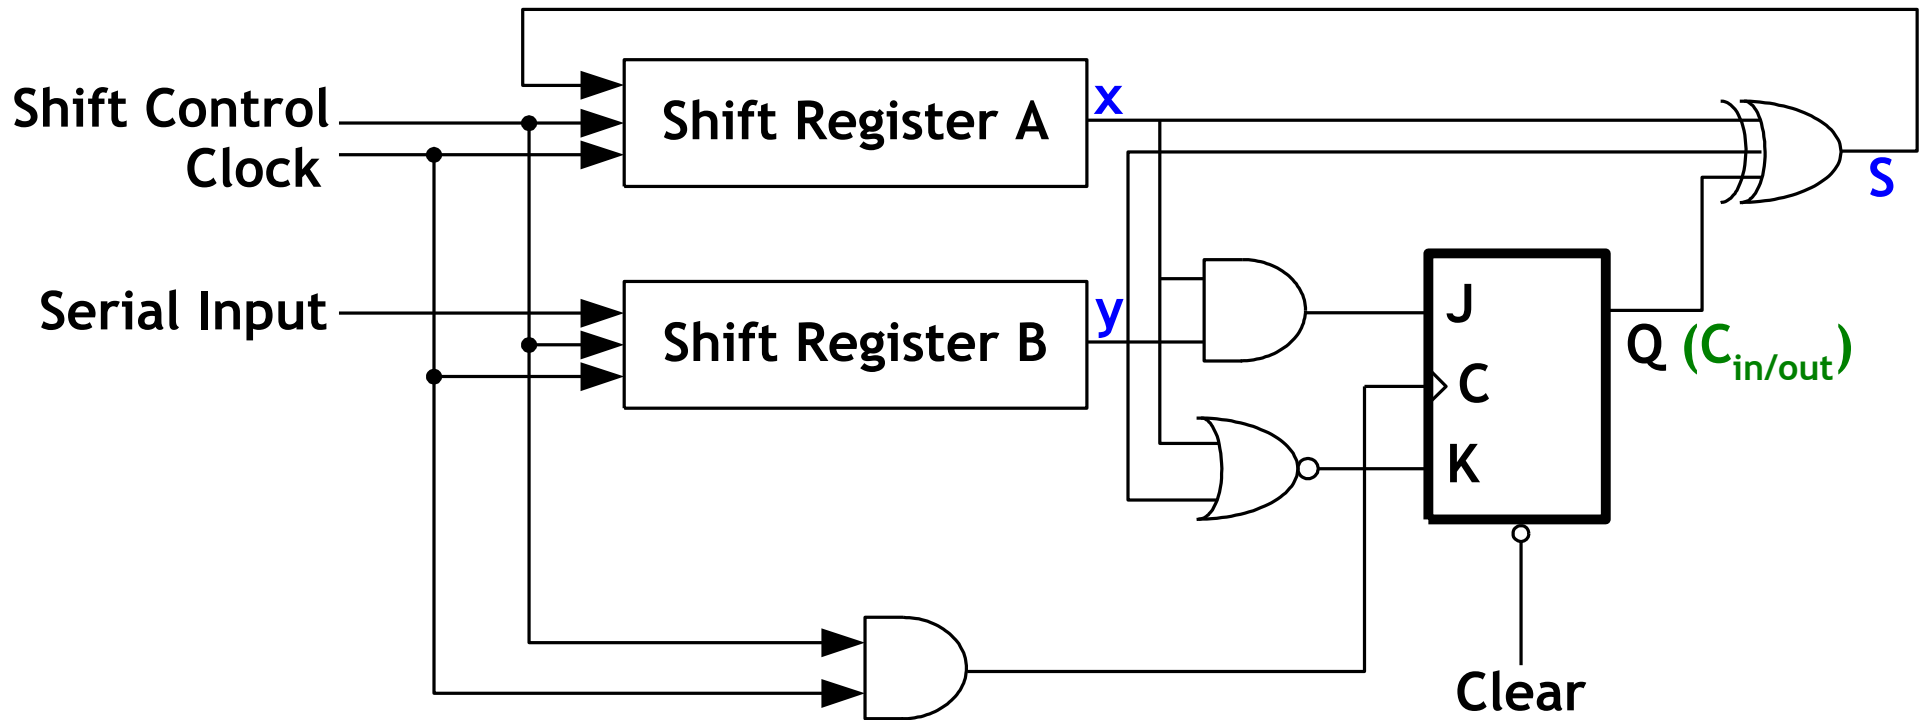 Shift Control
Clock
Shift Register A
x
S
Serial Input
Shift Register B
y
J
C
K
Q (Cin/out)
Clear